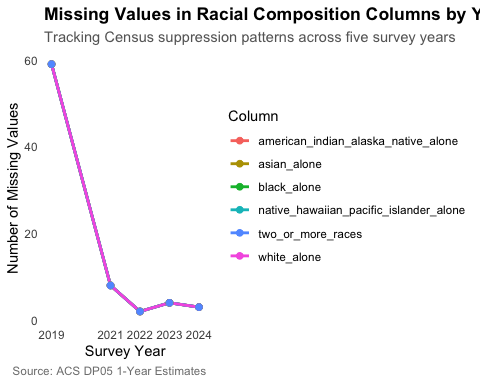 Missing Values in Racial Composition Columns by Y
Tracking Census suppression patterns across five survey years
Number of Missing Values
60
40
20
0
2019
2021
2022
2023
2024
Survey Year
Column
american_indian_alaska_native_alone
asian_alone
black_alone
native_hawaiian_pacific_islander_alone
two_or_more_races
white_alone
Source: ACS DP05 1-Year Estimates